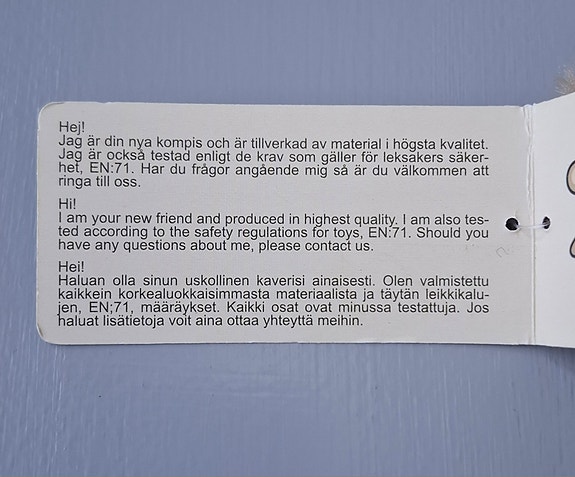 Hej!
Jag är din nya kompis och är tillverkad av material i högsta kvalitet.
Jag är också testad enligt de krav som gäller för leksakers säker-
het, EN:71. Har du frågor angående mig så är du välkommen att
ringa till oss.
Hi!
I am your new friend and produced in highest quality. I am also tes-
ted according to the safety regulations for toys, EN:71. Should you
have any questions about me, please contact us.
Hei!
Haluan olla sinun uskollinen kaverisi ainaisesti. Olen valmistettu
kaikkein korkealuokkaisimmasta materiaalista ja täytän leikkikalu-
jen, EN;71, määräykset. Kaikki osat ovat minussa testattuja. Jos
haluat lisätietoja voit aina ottaa yhteyttä meihin.